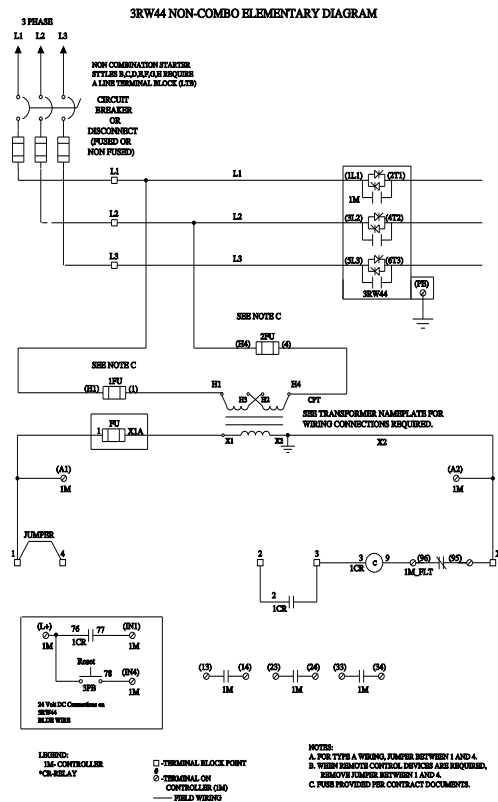 3RW44 NON-COMBO ELEMENTARY DIAGRAM
3 PHASE
L1 L2 L3
NON COMBINATION STARTER
STYLES B,C,D,E,F,G,H REQUIRE
A LINE TERMINAL BLOCK (LTB)
CIRCUIT
BREAKER
OR
DISCONNECT
(FUSED OR
NON FUSED)
L1 L1 (1L1) (2T1)
1M
L2 L2 (3L2) (4T2)
L3 L3 (5L3) (6T3)
3RW44
(PE)
SEE NOTE C
2FU
(H4) (4)
SEE NOTE C
1FU
(H1) (1)
H1 H3 H2 H4
CPT
SEE TRANSFORMER NAMEPLATE FOR
WIRING CONNECTIONS REQUIRED.
FU
1 X1A
X1 X2 X2
(A1) (A2)
1M 1M
JUMPER
1 4 2 3 3 9 (96) (95)
1CR C 1M_FLT
2
1CR
(L+) 76 77 (IN1)
1M 1CR 1M
Reset
78 (IN4)
3PB 1M
24 Volt DC Connections on
3RW44
BLUE WIRE
(13) (14) (23) (24) (33) (34)
1M 1M 1M
LEGEND:
1M- CONTROLLER
*CR-RELAY
-TERMINAL BLOCK POINT
#
-TERMINAL ON
CONTROLLER (1M)
FIELD WIRING
NOTES:
A. FOR TYPE A WIRING, JUMPER BETWEEN 1 AND 4.
B. WHEN REMOTE CONTROL DEVICES ARE REQUIRED,
REMOVE JUMPER BETWEEN 1 AND 4.
C. FUSE PROVIDED PER CONTRACT DOCUMENTS.